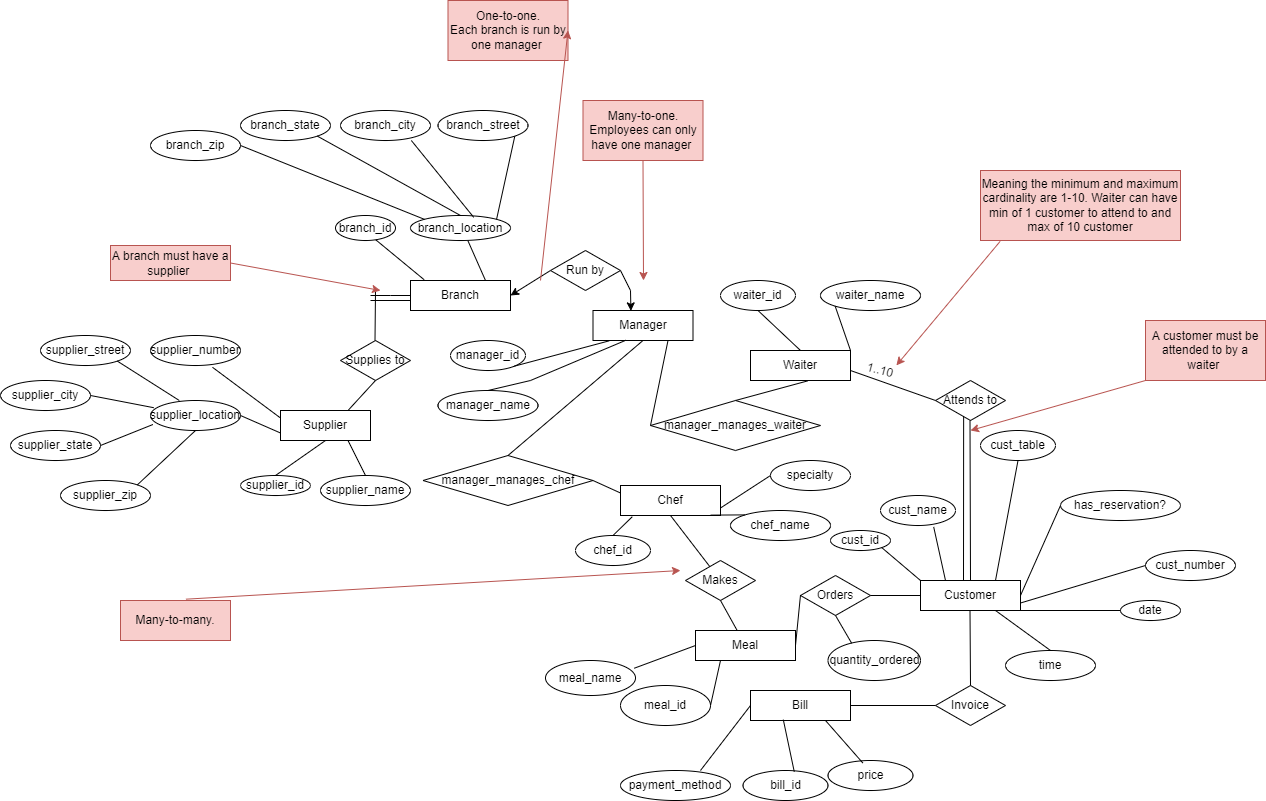 One-to-one.
Each branch is run by
one manager
Many-to-one.
Employees can only
have one manager
branch_state
branch_city
branch_street
branch_zip
Meaning the minimum and maximum
cardinality are 1-10. Waiter can have
min of 1 customer to attend to and
max of 10 customer
branch_id
branch_location
A branch must have a
supplier
Run by
Branch
waiter_id
waiter_name
Manager
supplier_street
supplier_number
Supplies to
manager_id
Waiter
1..10
A customer must be
attended to by a
waiter
supplier_city
supplier_location
manager_name
Attends to
supplier_state
Supplier
manager_manages_waiter
cust_table
supplier_id
supplier_name
supplier_zip
manager_manages_chef
specialty
Chef
chef_name
cust_name
has_reservation?
chef_id
cust_id
cust_number
Makes
Orders
Customer
date
Many-to-many.
Meal
quantity_ordered
time
meal_name
meal_id
Bill
Invoice
payment_method
bill_id
price